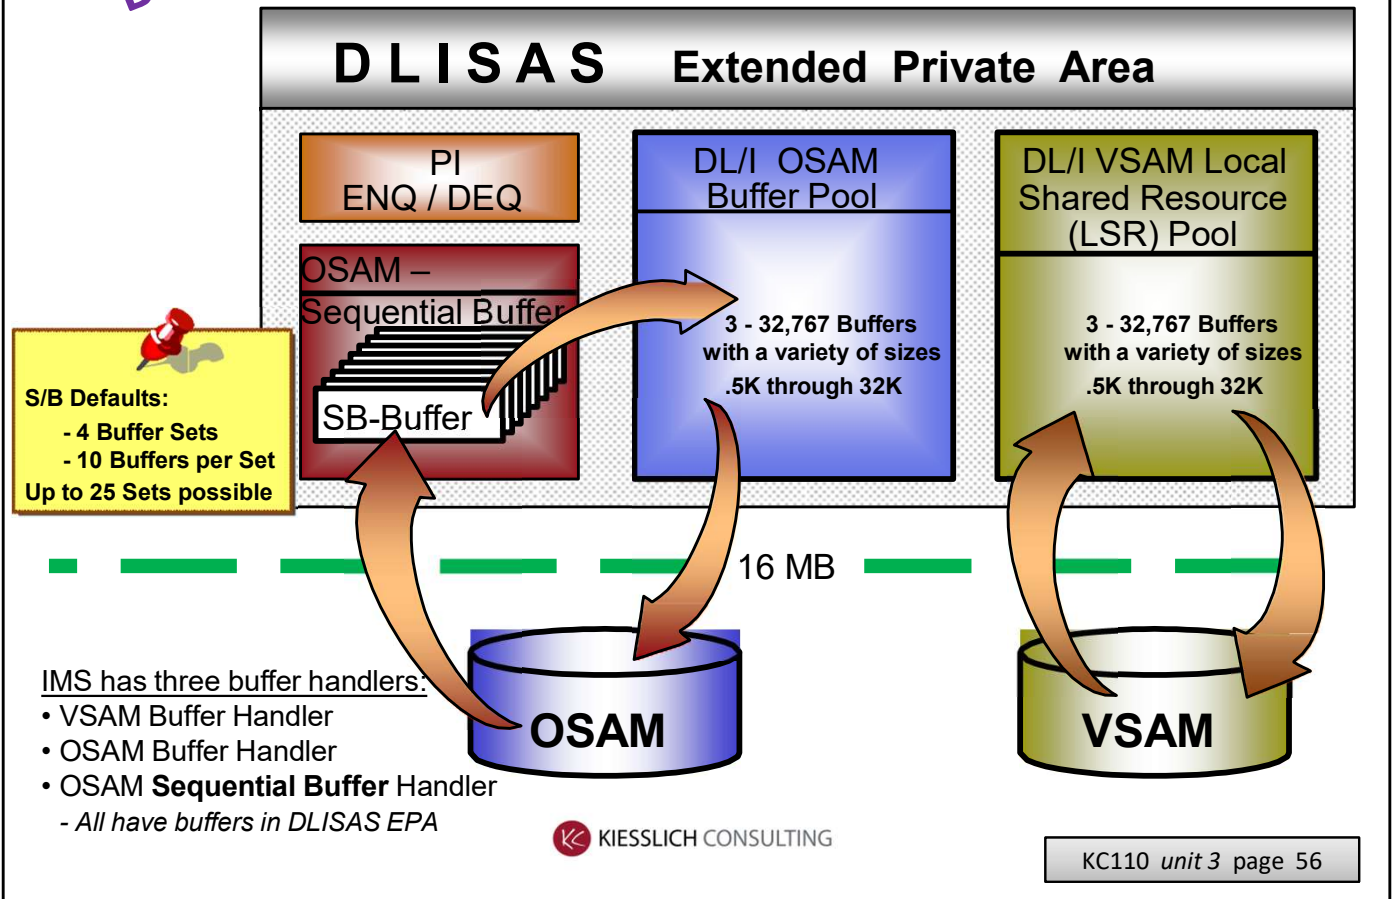 D L I S A S Extended Private Area
PI
ENQ / DEQ
OSAM –
Sequential Buffer
SB-Buffer
DL/I OSAM
Buffer Pool
3 - 32,767 Buffers
with a variety of sizes
.5K through 32K
DL/I VSAM Local
Shared Resource
(LSR) Pool
3 - 32,767 Buffers
with a variety of sizes
.5K through 32K
S/B Defaults:
- 4 Buffer Sets
- 10 Buffers per Set
Up to 25 Sets possible
16 MB
OSAM
VSAM
IMS has three buffer handlers:
• VSAM Buffer Handler
• OSAM Buffer Handler
• OSAM Sequential Buffer Handler
- All have buffers in DLISAS EPA
KC KIESSLICH CONSULTING
KC110 unit 3 page 56